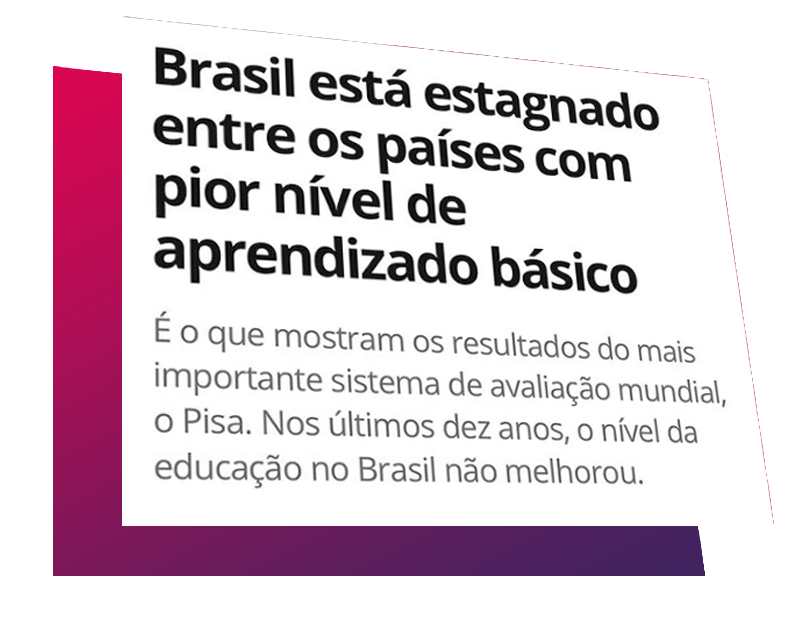 Brasil está estagnado
entre os países com
pior nível de
aprendizado básico
É o que mostram os resultados do mais
importante sistema de avaliação mundial,
o Pisa. Nos últimos dez anos, o nível da
educação no Brasil não melhorou.